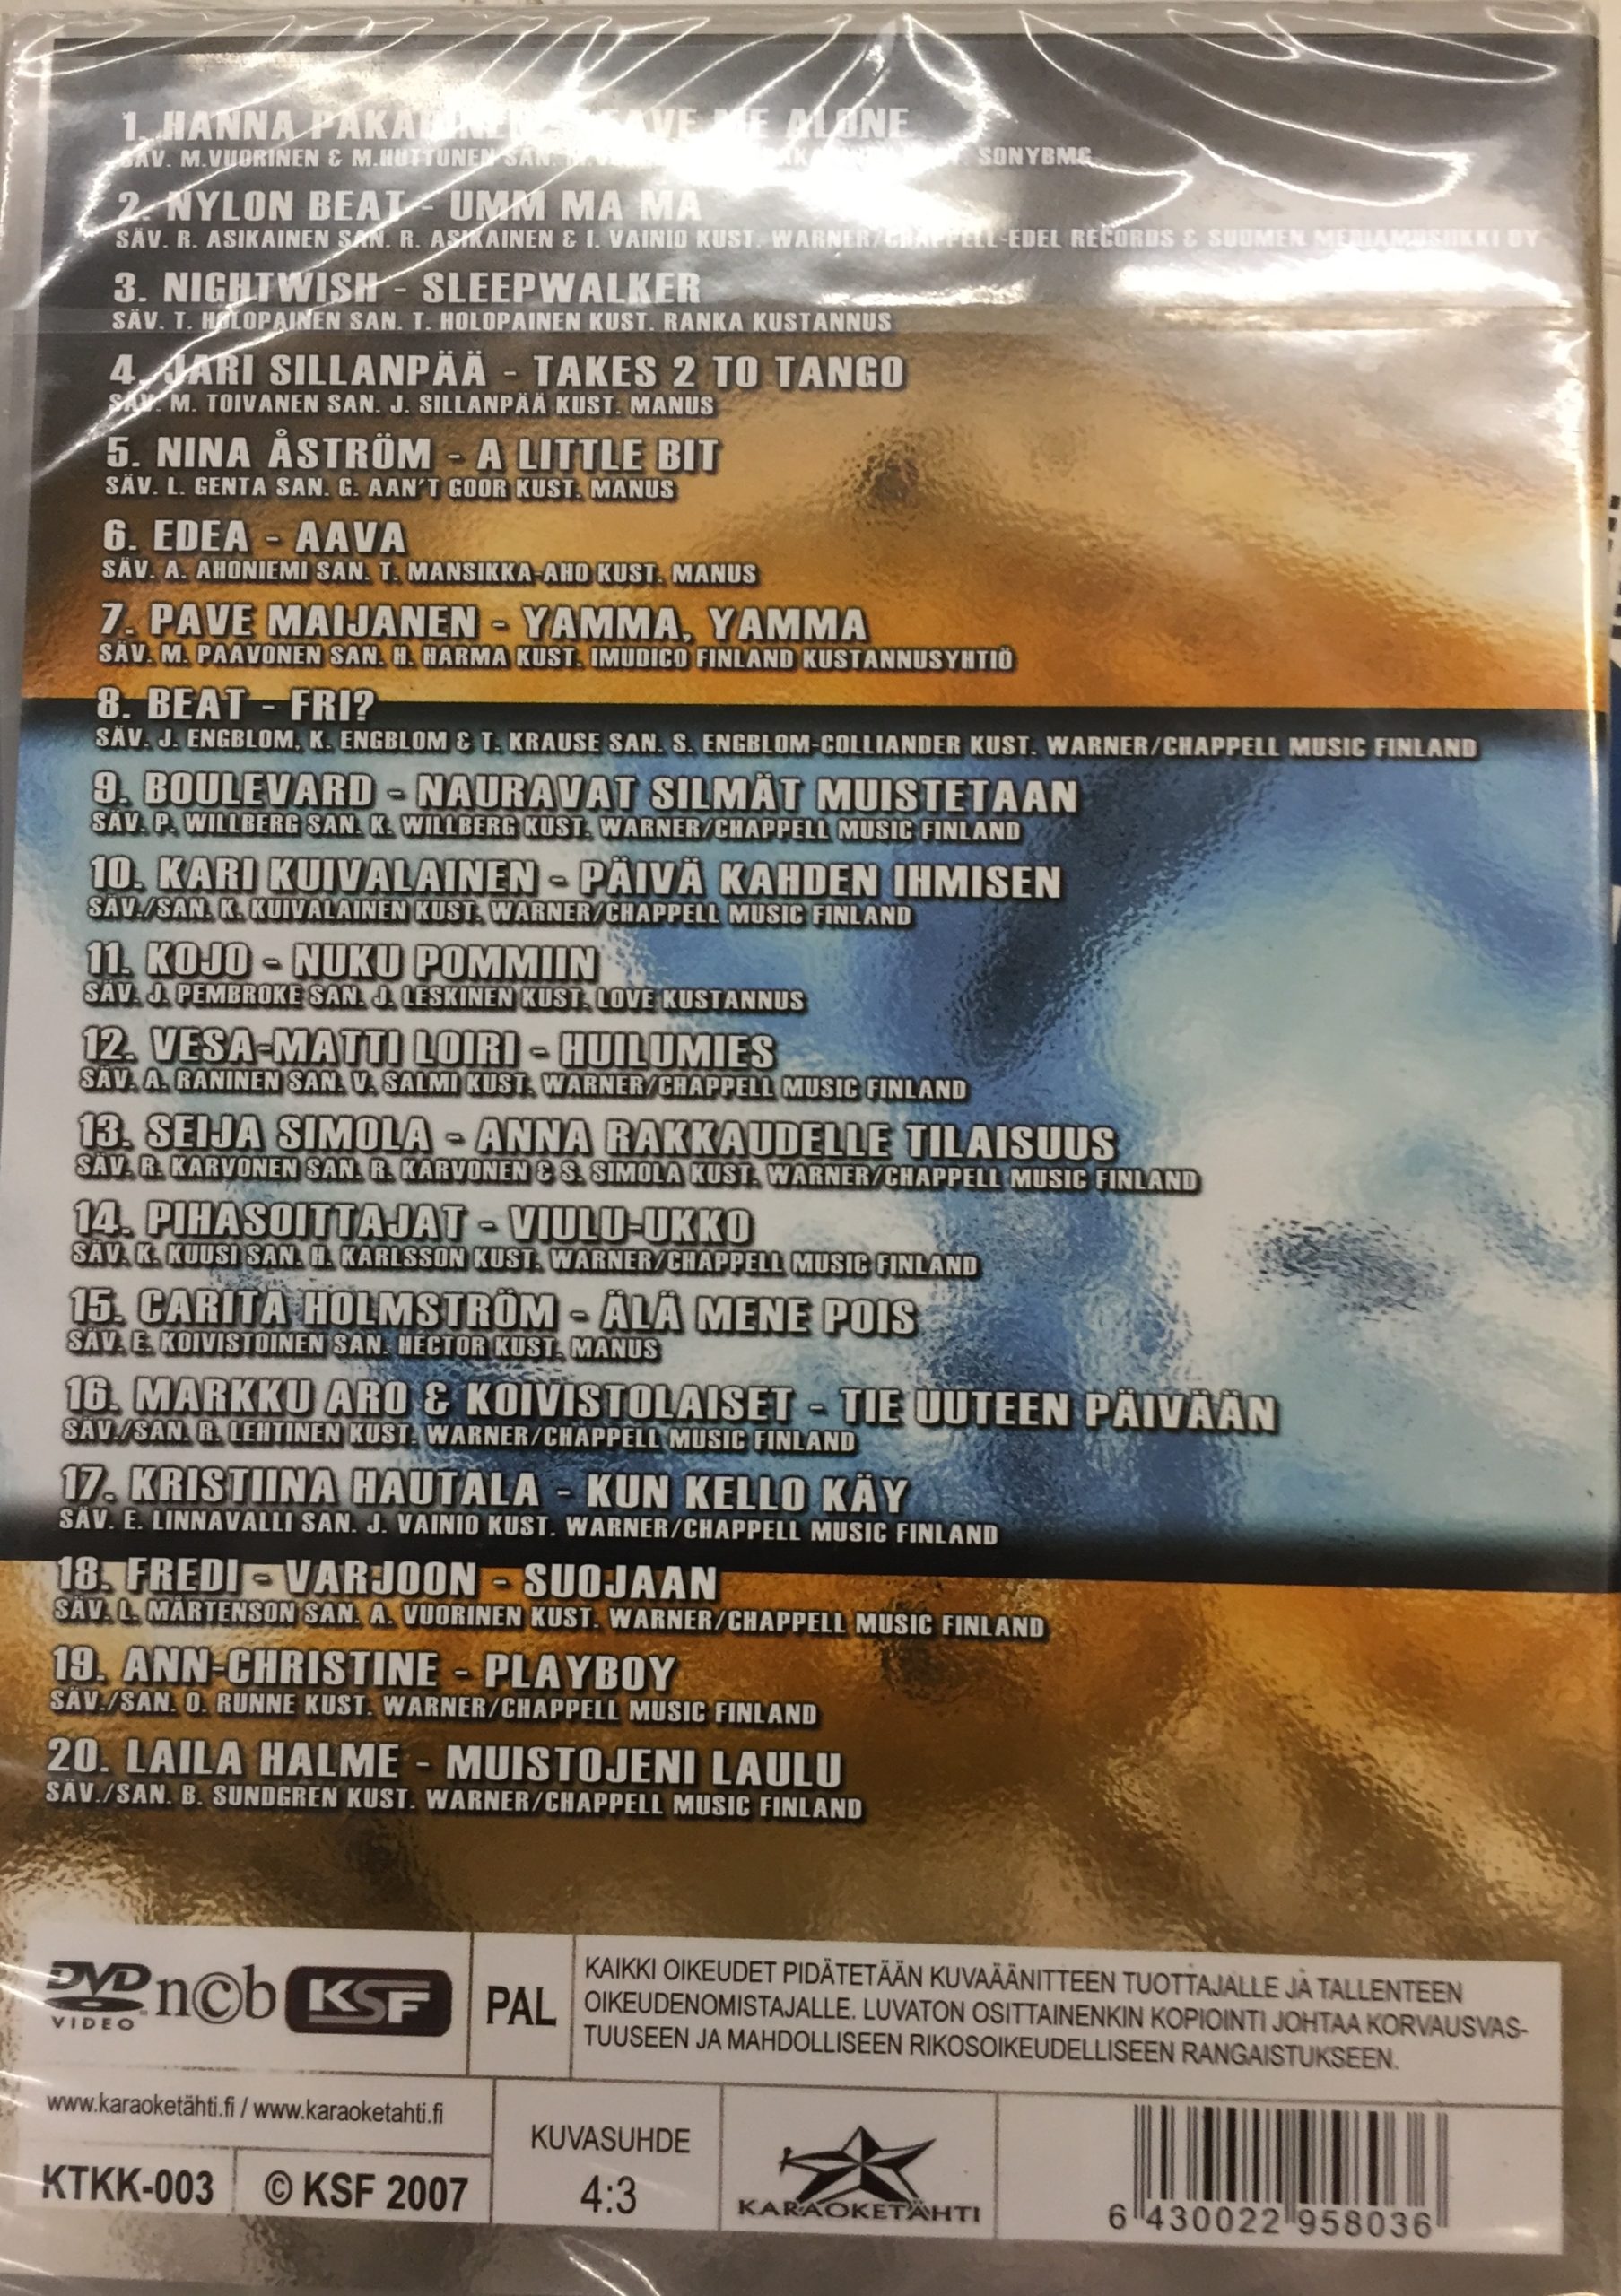 1. HANNA PAKARINEN - LEAVE ME ALONE
SÄV. M.VUORINEN & M.HUTTUNEN SAN. SONYBMG
2. NYLON BEAT - UMM MA MA
SÄV. R. ASIKAINEN SAN. R. ASIKAINEN & I. VAINIO KUST. WARNER/CHAPPELL-EDEL RECORDS & SUOMEN MEDIAMUSIIKKI OY
3. NIGHTWISH - SLEEPWALKER
SÄV. T. HOLOPAINEN SAN. T. HOLOPAINEN KUST. RANKA KUSTANNUS
4. JARI SILLANPÄÄ - TAKES 2 TO TANGO
SÄV. M. TOIVANEN SAN. J. SILLANPÄÄ KUST. MANUS
5. NINA ÅSTRÖM - A LITTLE BIT
SÄV. L. GENTA SAN. G. AAN'T GOOR KUST. MANUS
6. EDEA - AAVA
SÄV. A. AHONIEMI SAN. T. MANSIKKA-AHO KUST. MANUS
7. PAVE MAIJANEN - YAMMA, YAMMA
SÄV. M. PAAVONEN SAN. H. HARMA KUST. IMUDICO FINLAND KUSTANNUSYHTIÖ
8. BEAT - FRI?
SÄV. J. ENGBLOM, K. ENGBLOM & T. KRAUSE SAN. S. ENGBLOM-COLLIANDER KUST. WARNER/CHAPPELL MUSIC FINLAND
9. BOULEVARD - NAURAVAT SILMÄT MUISTETAAN
SÄV. P. WILLBERG SAN. K. WILLBERG KUST. WARNER/CHAPPELL MUSIC FINLAND
10. KARI KUIVALAINEN - PÄIVÄ KAHDEN IHMISEN
SÄV./SAN. K. KUIVALAINEN KUST. WARNER/CHAPPELL MUSIC FINLAND
11. KOJO - NUKU POMMIIN
SÄV. J. PEMBROKE SAN. J. LESKINEN KUST. LOVE KUSTANNUS
12. VESA-MATTI LOIRI - HUILUMIES
SÄV. A. RANINEN SAN. V. SALMI KUST. WARNER/CHAPPELL MUSIC FINLAND
13. SEIJA SIMOLA - ANNA RAKKAUDELLE TILAISUUS
SÄV. R. KARVONEN SAN. R. KARVONEN & S. SIMOLA KUST. WARNER/CHAPPELL MUSIC FINLAND
14. PIHASOITTAJAT - VIULU-UKKO
SÄV. K. KUUSI SAN. H. KARLSSON KUST. WARNER/CHAPPELL MUSIC FINLAND
15. CARITA HOLMSTRÖM - ÄLÄ MENE POIS
SÄV. E. KOIVISTOINEN SAN. HECTOR KUST. MANUS
16. MARKKU ARO & KOIVISTOLAISET - TIE UUTEEN PÄIVÄÄN
SÄV./SAN. R. LEHTINEN KUST. WARNER/CHAPPELL MUSIC FINLAND
17. KRISTIINA HAUTALA - KUN KELLO KÄY
SÄV. E. LINNAVALLI SAN. J. VAINIO KUST. WARNER/CHAPPELL MUSIC FINLAND
18. FREDI - VARJOON - SUOJAAN
SÄV. L. MÅRTENSON SAN. A. VUORINEN KUST. WARNER/CHAPPELL MUSIC FINLAND
19. ANN-CHRISTINE - PLAYBOY
SÄV./SAN. O. RUNNE KUST. WARNER/CHAPPELL MUSIC FINLAND
20. LAILA HALME - MUISTOJENI LAULU
SÄV./SAN. B. SUNDGREN KUST. WARNER/CHAPPELL MUSIC FINLAND
DVD VIDEO n©b KSF
PAL
KAIKKI OIKEUDET PIDÄTETÄÄN KUVAÄÄNITTEEN TUOTTAJALLE JA TALLENTEEN
OIKEUDENOMISTAJALLE. LUVATON OSITTAINENKIN KOPIOINTI JOHTAA KORVAUSVAS-
TUUSEEN JA MAHDOLLISEEN RIKOSOIKEUDELLISEEN RANGAISTUKSEEN.
www.karaoketähti.fi / www.karaoketahti.fi
KTKK-003
© KSF 2007
KUVASUHDE
4:3
KARAOKETÄHTI
6 430022 958036